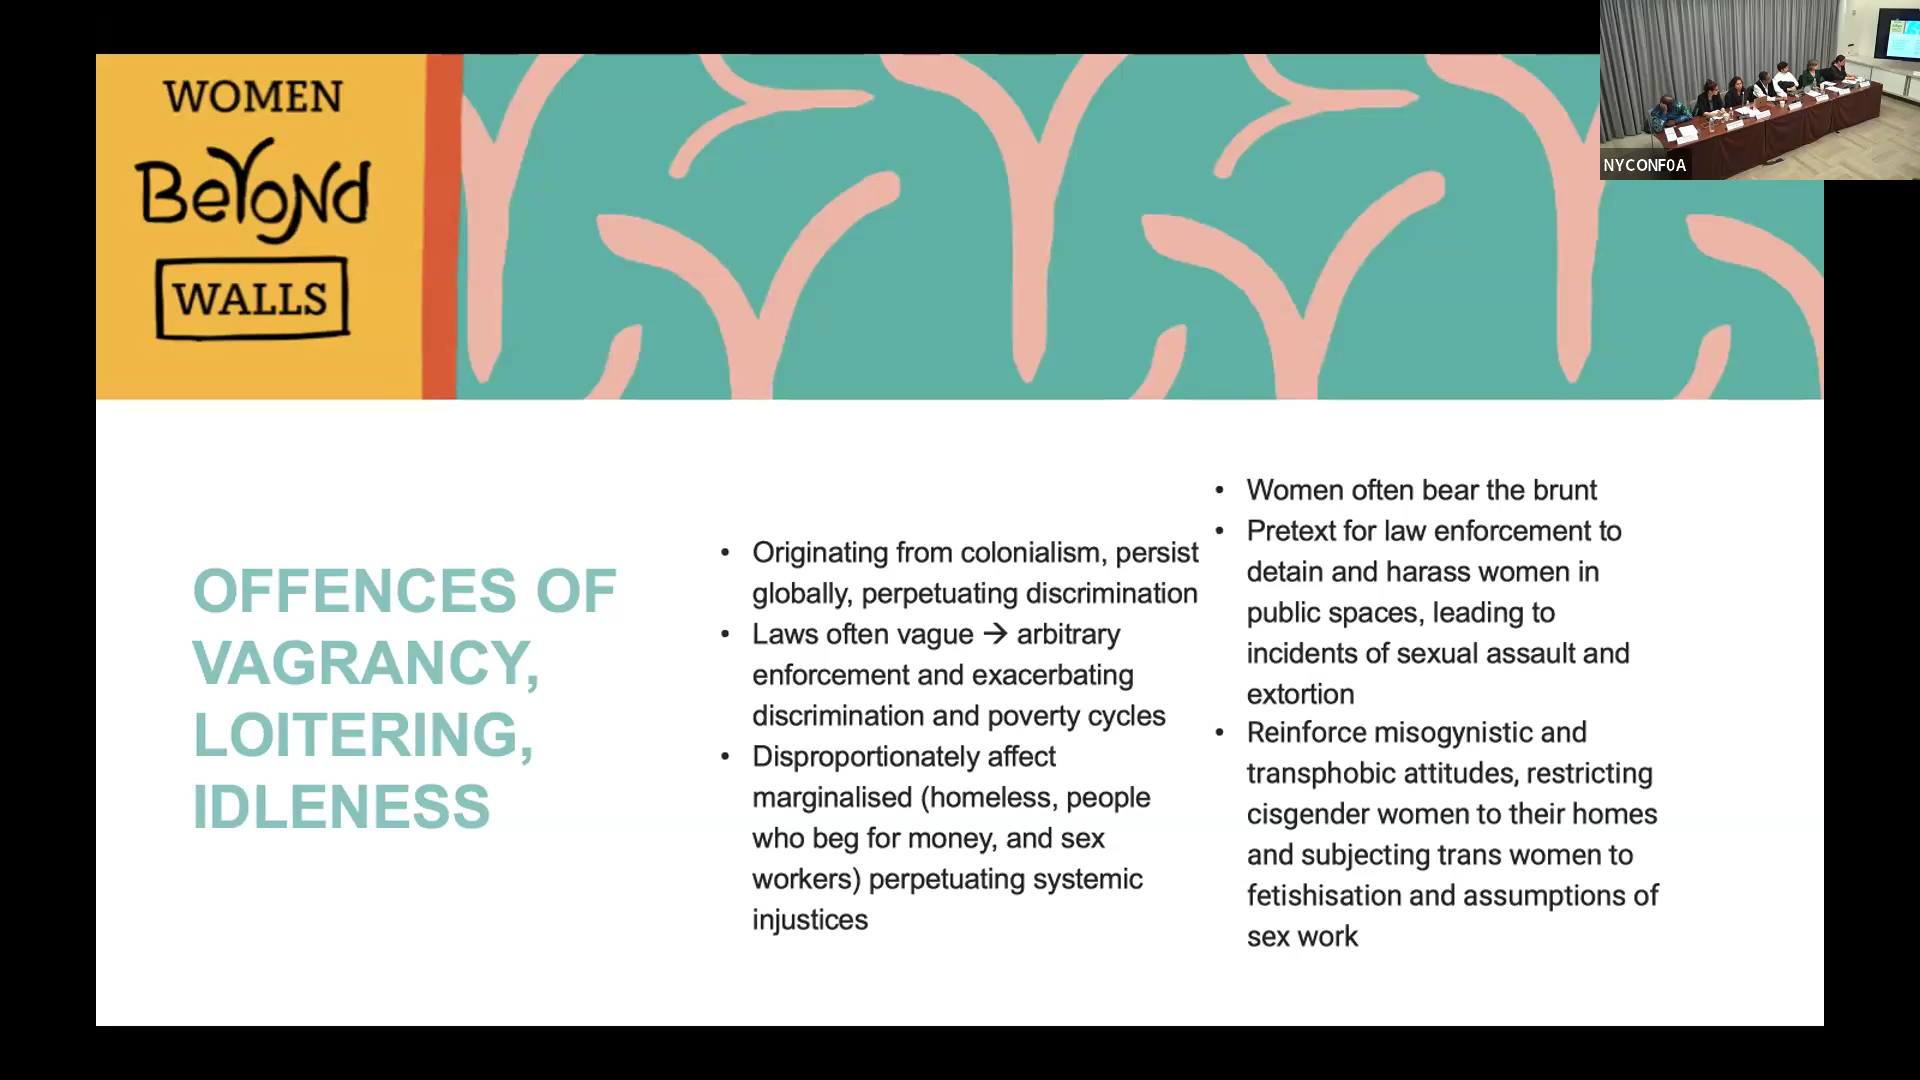 WOMEN
BeYoNd
WALLS
NYCONF0A
OFFENCES OF
VAGRANCY,
LOITERING,
IDLENESS
• Originating from colonialism, persist
globally, perpetuating discrimination
• Laws often vague → arbitrary
enforcement and exacerbating
discrimination and poverty cycles
• Disproportionately affect
marginalised (homeless, people
who beg for money, and sex
workers) perpetuating systemic
injustices
• Women often bear the brunt
• Pretext for law enforcement to
detain and harass women in
public spaces, leading to
incidents of sexual assault and
extortion
• Reinforce misogynistic and
transphobic attitudes, restricting
cisgender women to their homes
and subjecting trans women to
fetishisation and assumptions of
sex work